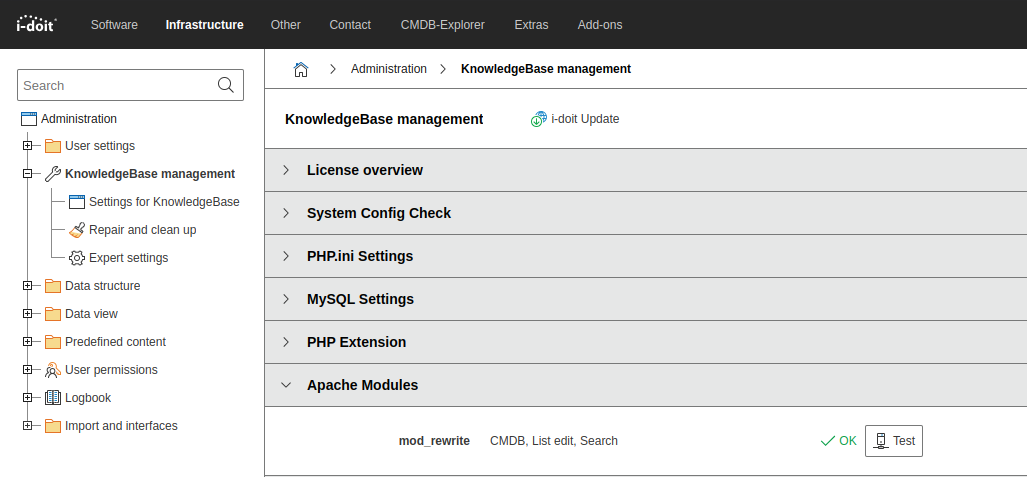 i-doit
Software Infrastructure Other Contact CMDB-Explorer Extras Add-ons
Search
Administration
User settings
KnowledgeBase management
Settings for KnowledgeBase
Repair and clean up
Expert settings
Data structure
Data view
Predefined content
User permissions
Logbook
Import and interfaces
Administration KnowledgeBase management
KnowledgeBase management i-doit Update
License overview
System Config Check
PHP.ini Settings
MySQL Settings
PHP Extension
Apache Modules
mod_rewrite CMDB, List edit, Search OK Test